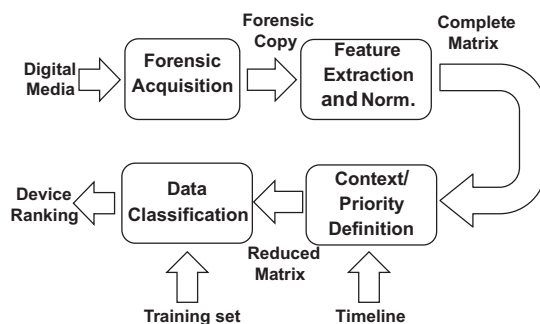 Digital
Media
Forensic
Acquisition
Forensic
Copy
Feature
Extraction
and Norm.
Complete
Matrix
Context/
Priority
Definition
Timeline
Reduced
Matrix
Data
Classification
Training set
Device
Ranking